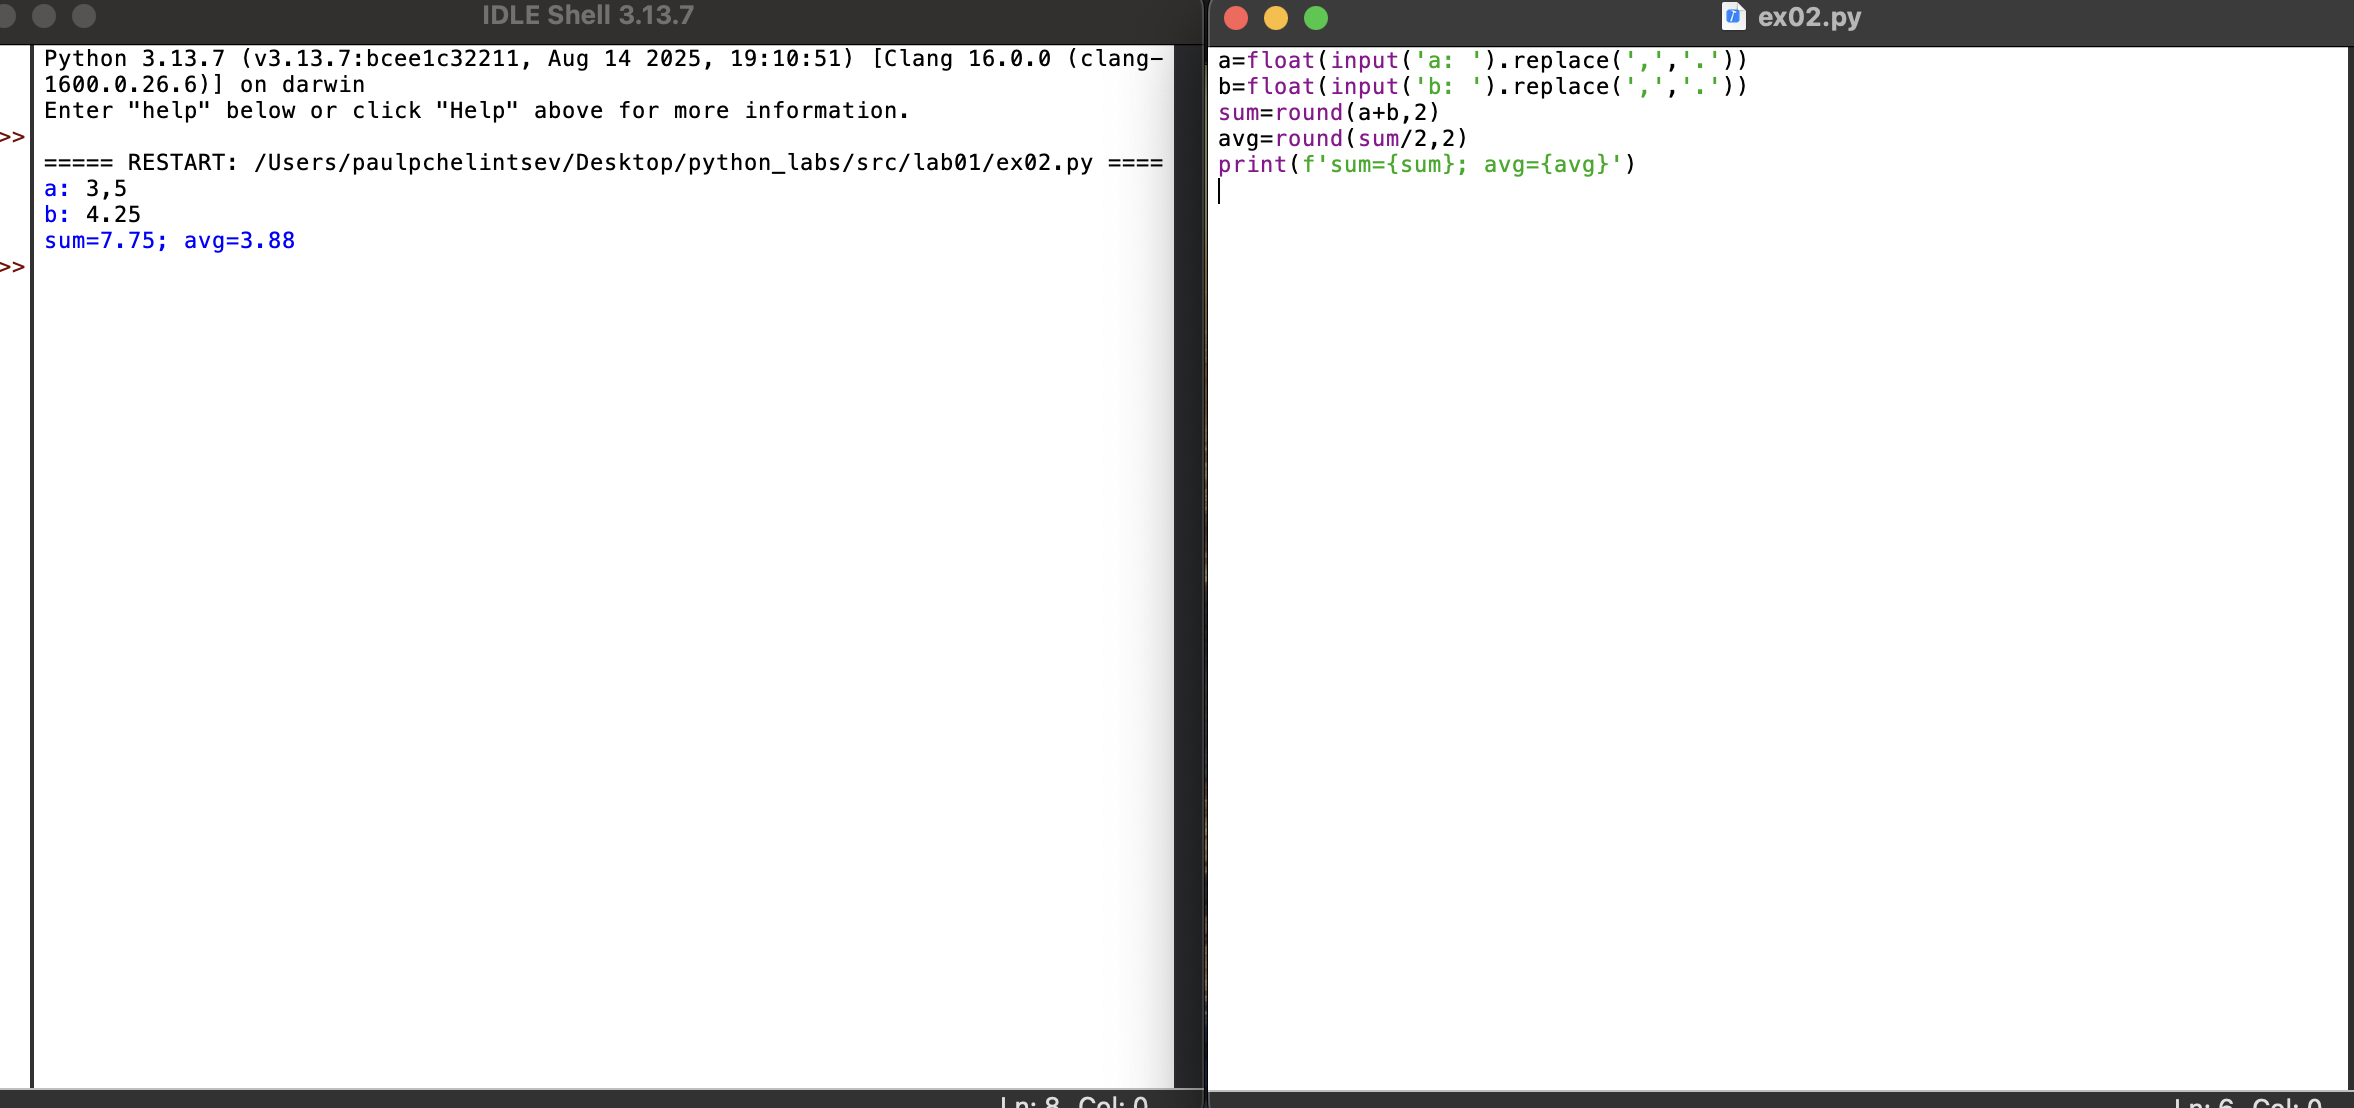 IDLE Shell 3.13.7
Python 3.13.7 (v3.13.7:bcee1c32211, Aug 14 2025, 19:10:51) [Clang 16.0.0 (clang-
1600.0.26.6)] on darwin
Enter "help" below or click "Help" above for more information.
>>
===== RESTART: /Users/paulpchelintsev/Desktop/python_labs/src/lab01/ex02.py ====
a: 3,5
b: 4.25
sum=7.75; avg=3.88
>>
Ln: 8 Col: 0
ex02.py
a=float(input('a: ').replace(',','.'))
b=float(input('b: ').replace(',','.'))
sum=round(a+b,2)
avg=round(sum/2,2)
print(f'sum={sum}; avg={avg}')
Ln: 6 Col: 0